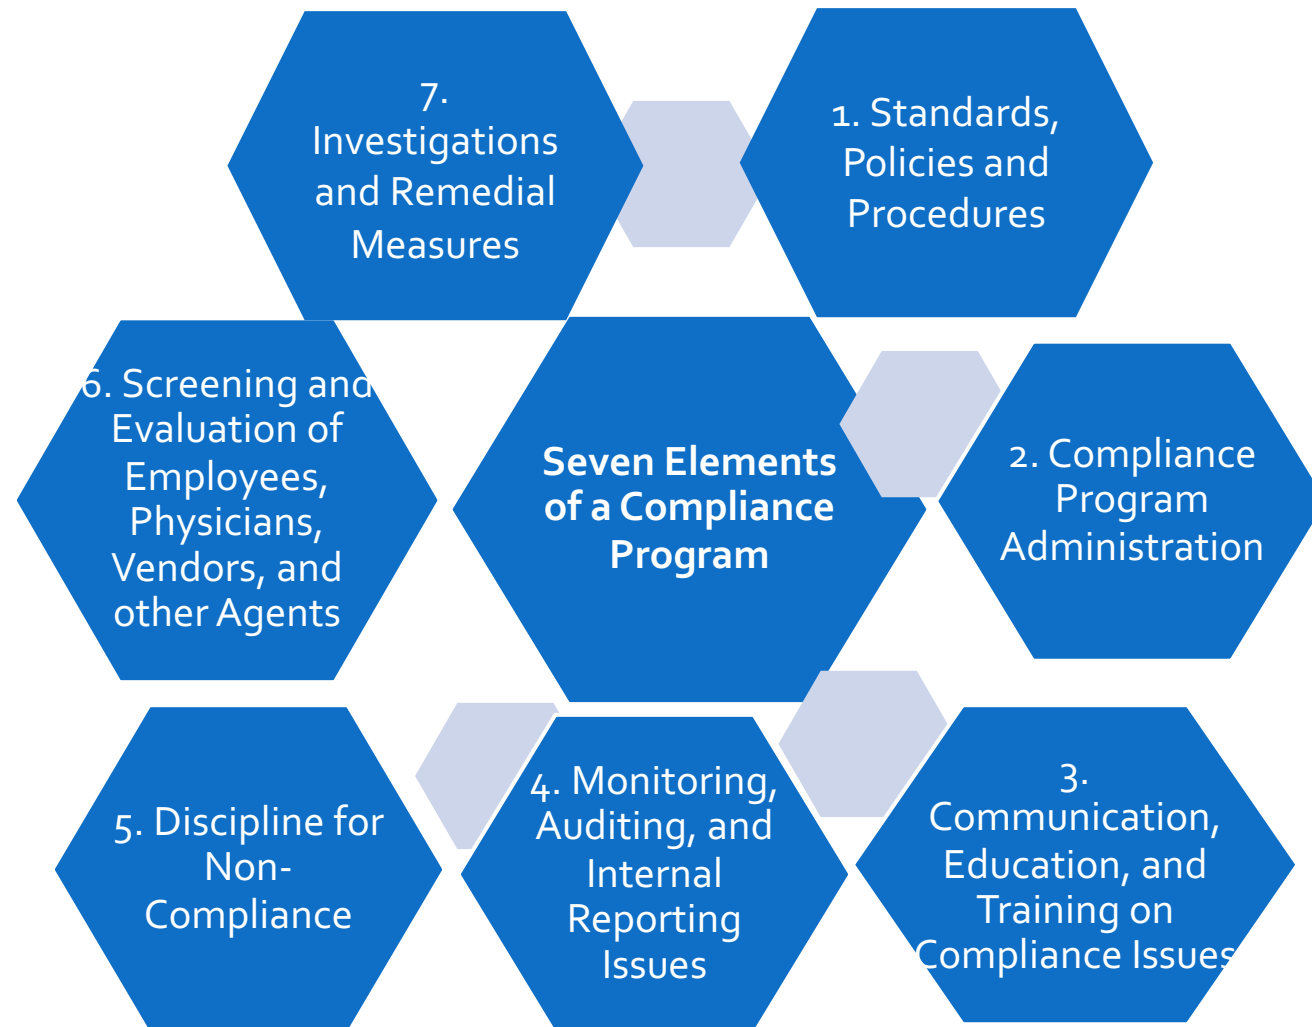 Seven Elements
of a Compliance
Program
1. Standards,
Policies and
Procedures
2. Compliance
Program
Administration
3.
Communication,
Education, and
Training on
Compliance Issues
4. Monitoring,
Auditing, and
Internal
Reporting
Issues
5. Discipline for
Non-
Compliance
6. Screening and
Evaluation of
Employees,
Physicians,
Vendors, and
other Agents
7.
Investigations
and Remedial
Measures